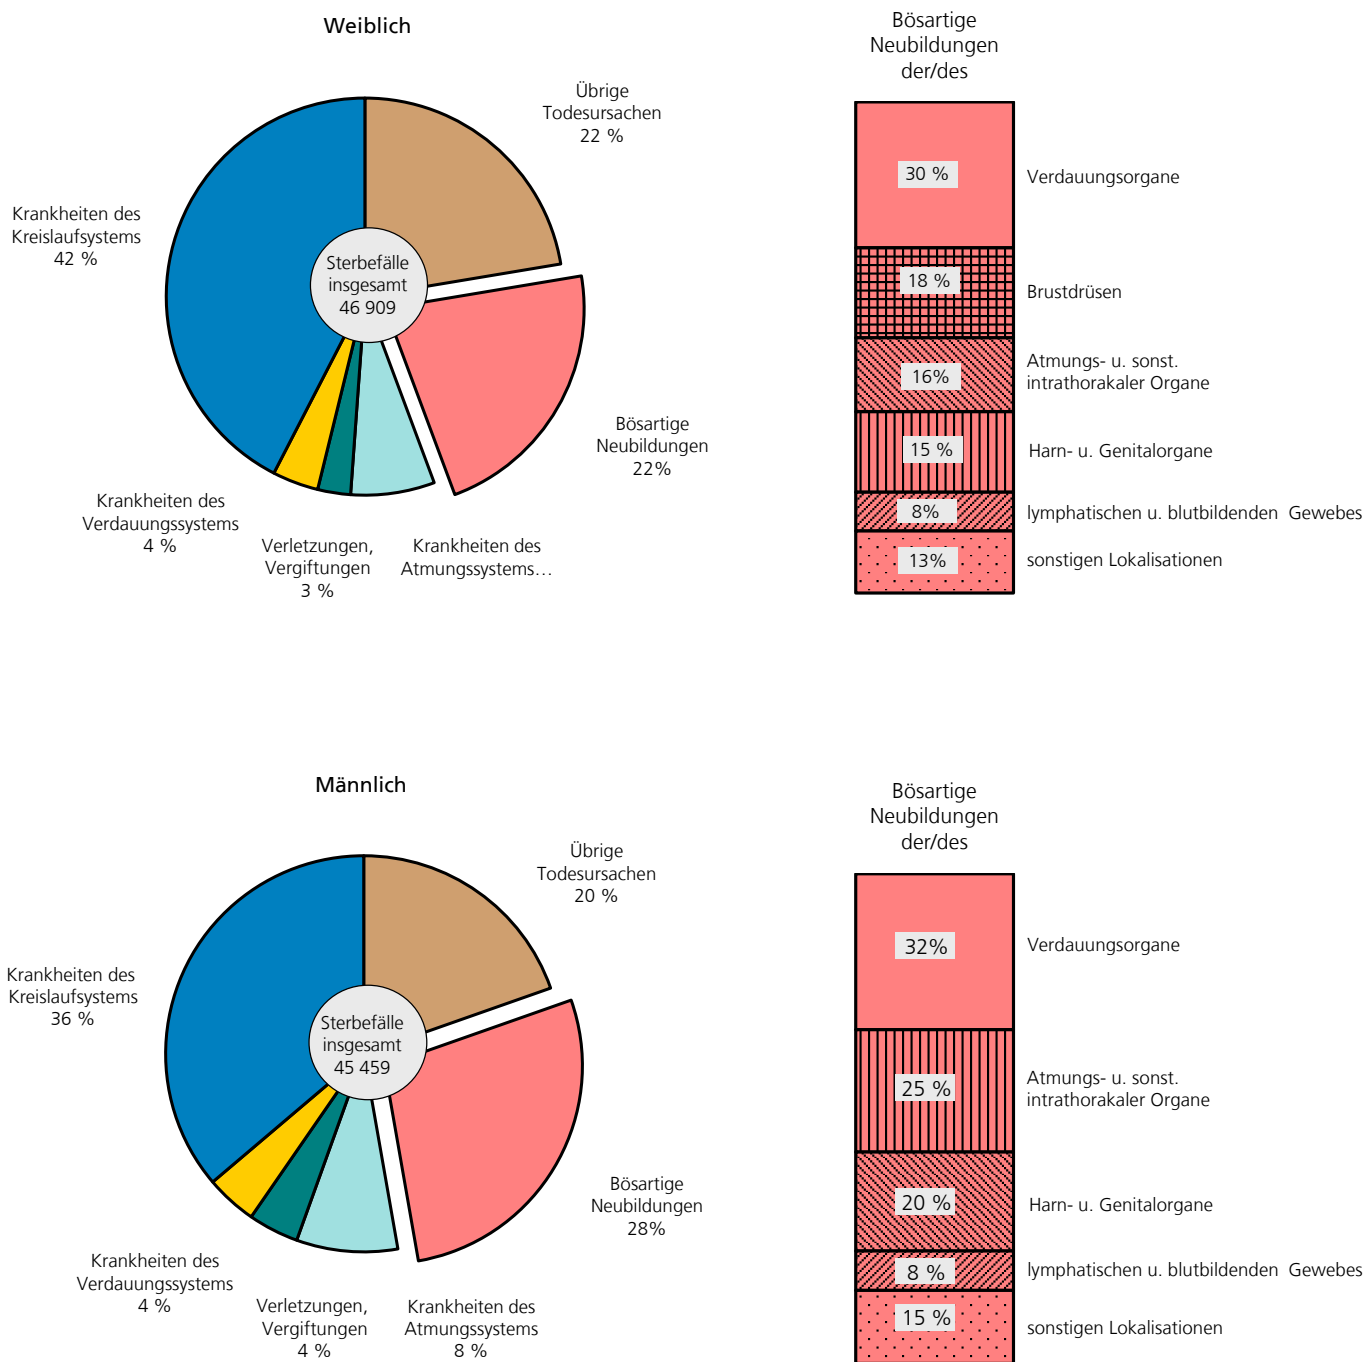 Weiblich
Übrige
Todesursachen
22 %
Krankheiten des
Kreislaufsystems
42 %
Sterbefälle
insgesamt
46 909
Bösartige
Neubildungen
22%
Krankheiten des
Verdauungssystems
4 %
Verletzungen,
Vergiftungen
3 %
Krankheiten des
Atmungssystems…
Bösartige
Neubildungen
der/des
30 %
Verdauungsorgane
18 %
Brustdrüsen
16%
Atmungs- u. sonst.
intrathorakaler Organe
15 %
Harn- u. Genitalorgane
8%
lymphatischen u. blutbildenden Gewebes
13%
sonstigen Lokalisationen
Männlich
Übrige
Todesursachen
20 %
Krankheiten des
Kreislaufsystems
36 %
Sterbefälle
insgesamt
45 459
Bösartige
Neubildungen
28%
Krankheiten des
Verdauungssystems
4 %
Verletzungen,
Vergiftungen
4 %
Krankheiten des
Atmungssystems
8 %
Bösartige
Neubildungen
der/des
32%
Verdauungsorgane
25 %
Atmungs- u. sonst.
intrathorakaler Organe
20 %
Harn- u. Genitalorgane
8 %
lymphatischen u. blutbildenden Gewebes
15 %
sonstigen Lokalisationen